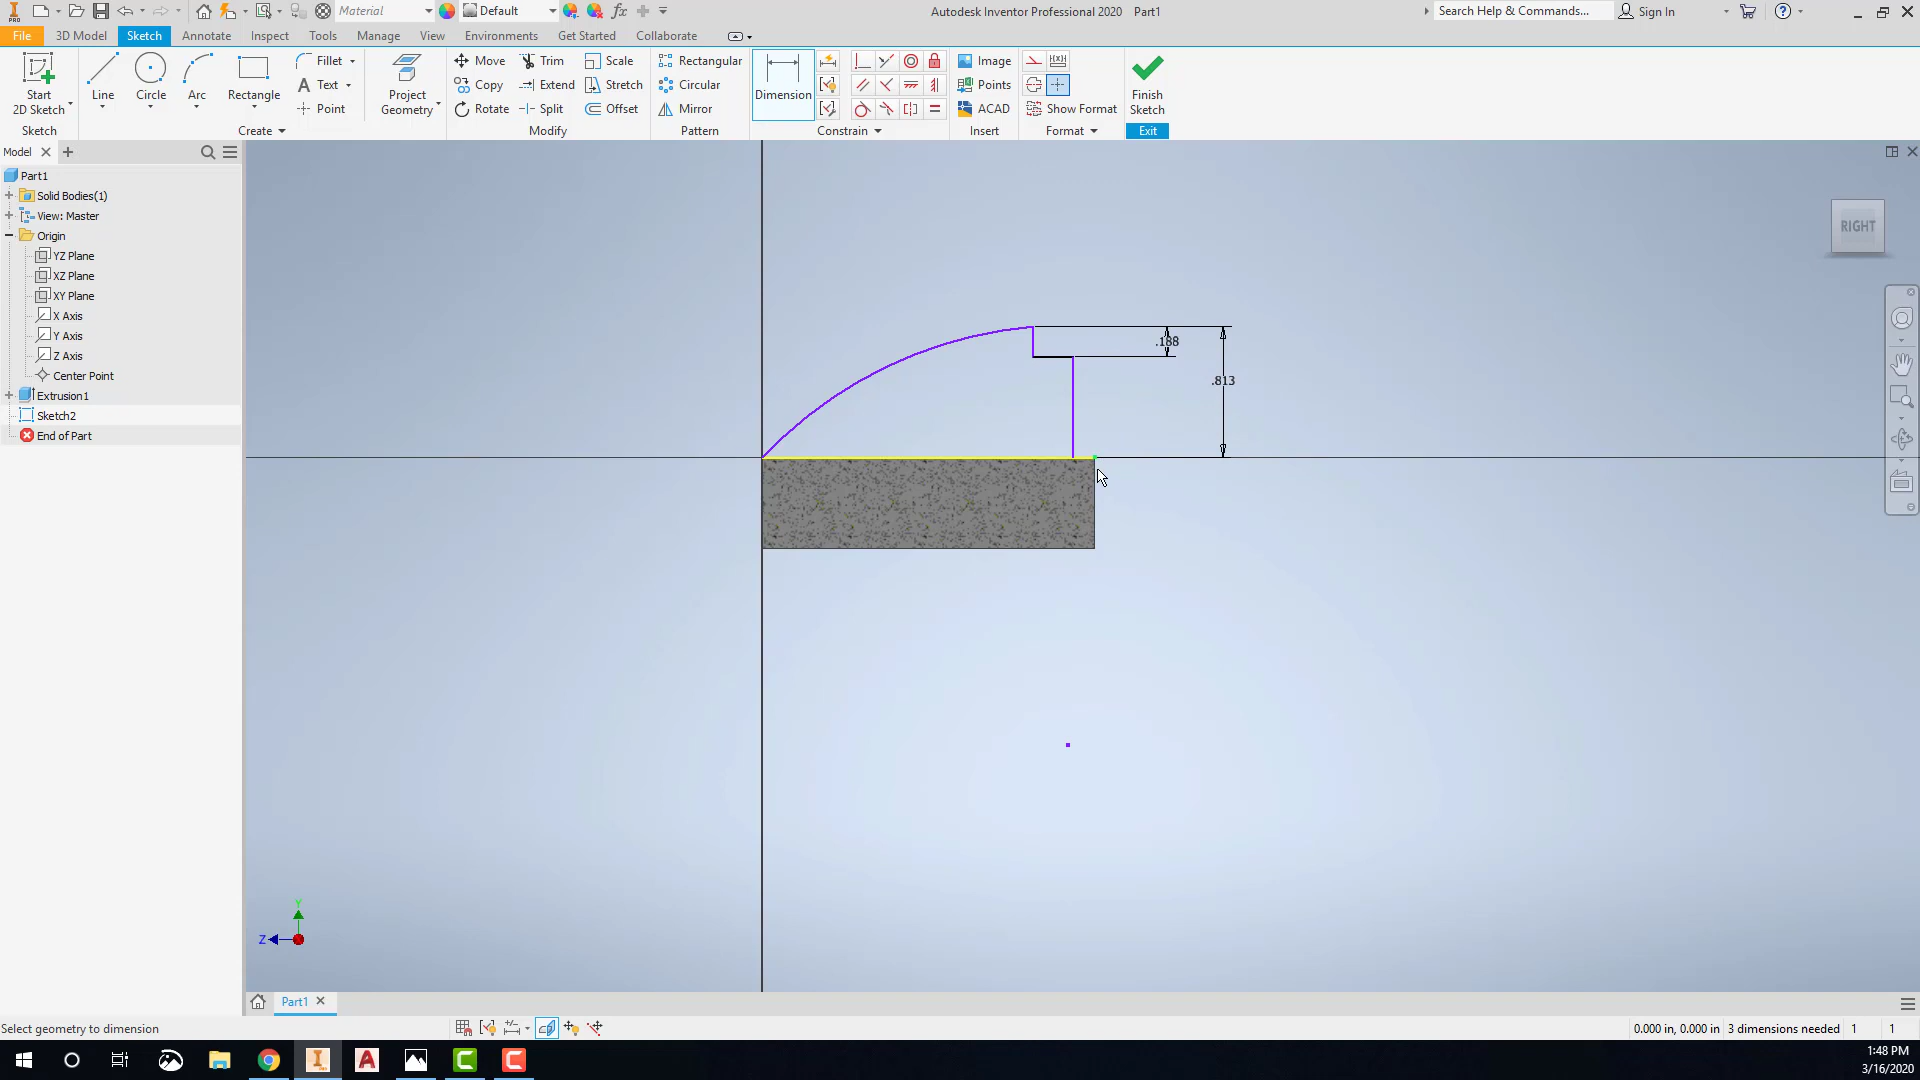 Material
Default
fx
Autodesk Inventor Professional 2020 Part1
Search Help & Commands...
Sign In
File 3D Model Sketch Annotate Inspect Tools Manage View Environments Get Started Collaborate
Start 2D Sketch
Line
Circle
Arc
Rectangle
Fillet
Text
Point
Project Geometry
Move
Copy
Rotate
Trim
Extend
Split
Scale
Stretch
Offset
Rectangular
Circular
Mirror
Dimension
Image
Points
ACAD
Show Format
Finish Sketch
Sketch Create Modify Pattern Constrain Insert Format Exit
Model
Part1
Solid Bodies(1)
View: Master
Origin
YZ Plane
XZ Plane
XY Plane
X Axis
Y Axis
Z Axis
Center Point
Extrusion1
Sketch2
End of Part
RIGHT
.188
.813
Y
Z
Part1
Select geometry to dimension
0.000 in, 0.000 in 3 dimensions needed 1 1
1:48 PM
3/16/2020